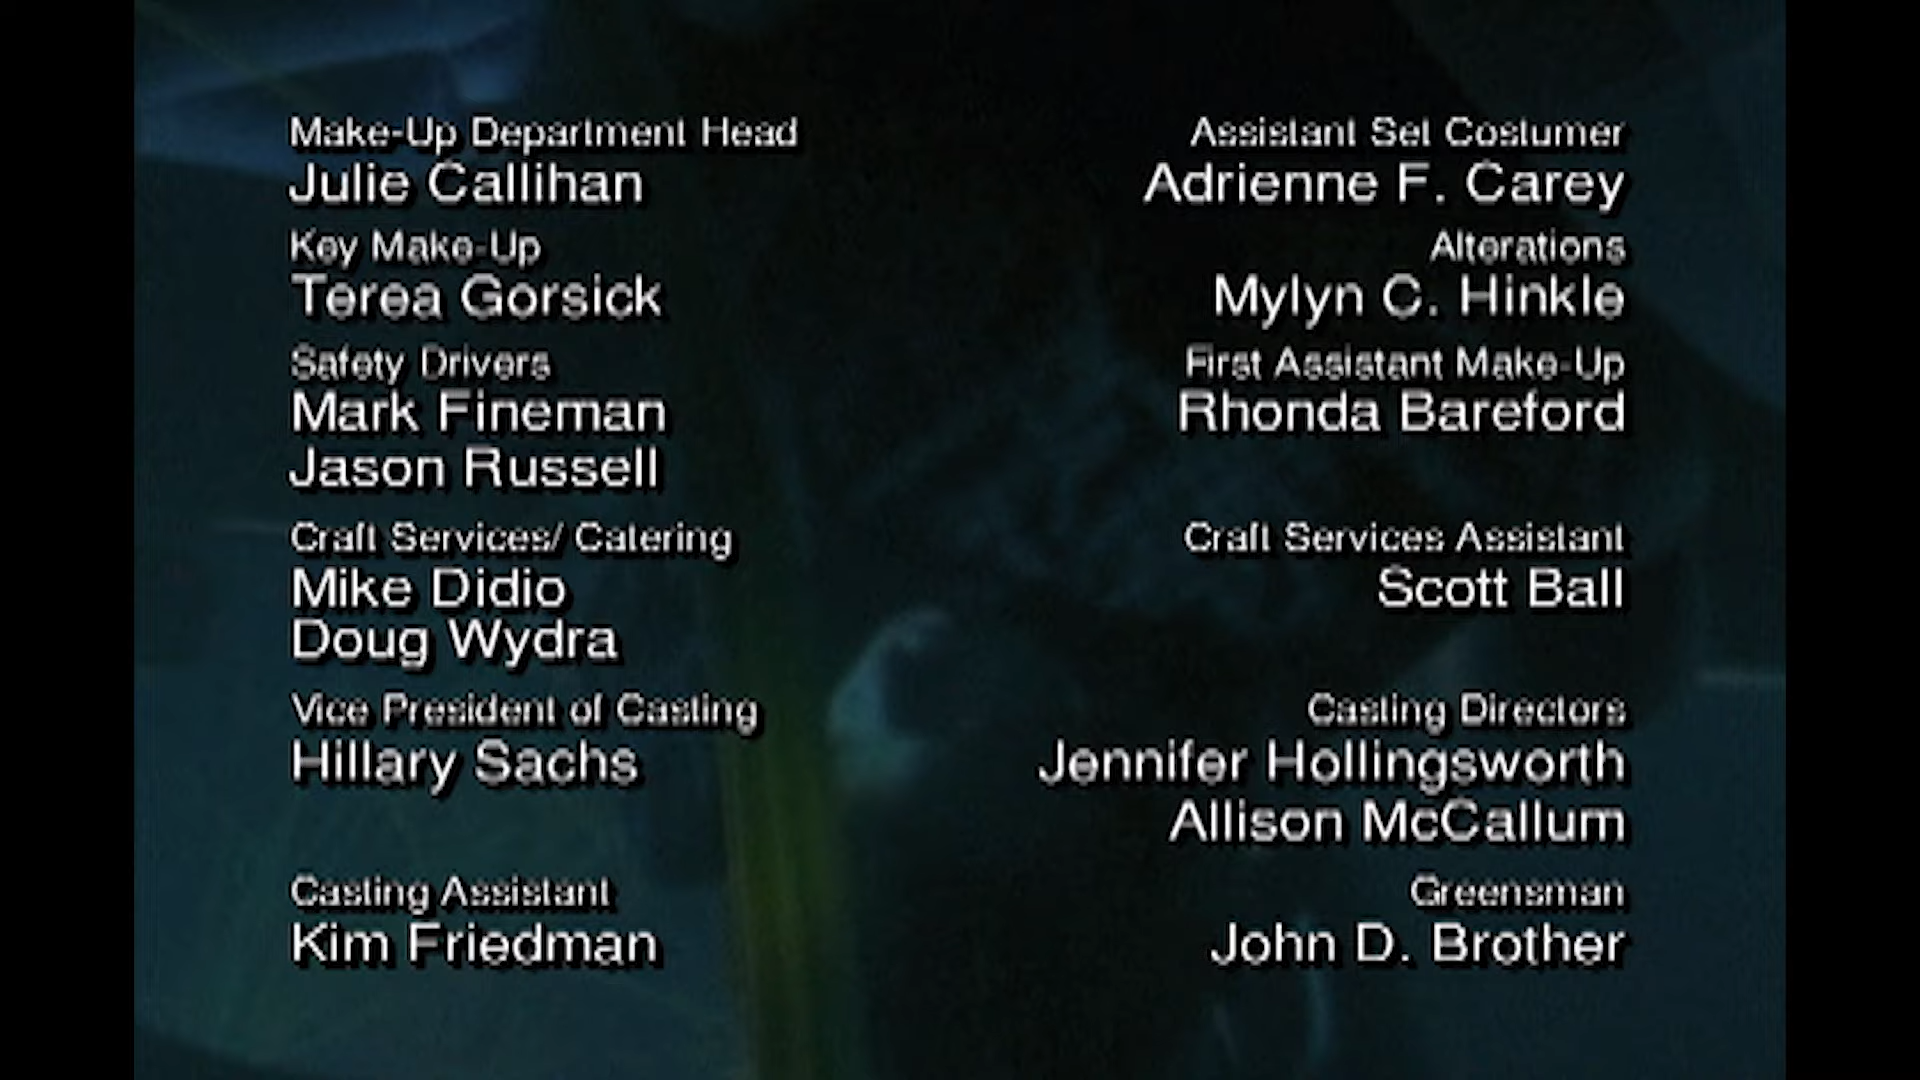 Make-Up Department Head
Julie Callihan
Key Make-Up
Terea Gorsick
Safety Drivers
Mark Fineman
Jason Russell
Craft Services/ Catering
Mike Didio
Doug Wydra
Vice President of Casting
Hillary Sachs
Casting Assistant
Kim Friedman
Assistant Set Costumer
Adrienne F. Carey
Alterations
Mylyn C. Hinkle
First Assistant Make-Up
Rhonda Bareford
Craft Services Assistant
Scott Ball
Casting Directors
Jennifer Hollingsworth
Allison McCallum
Greensman
John D. Brother